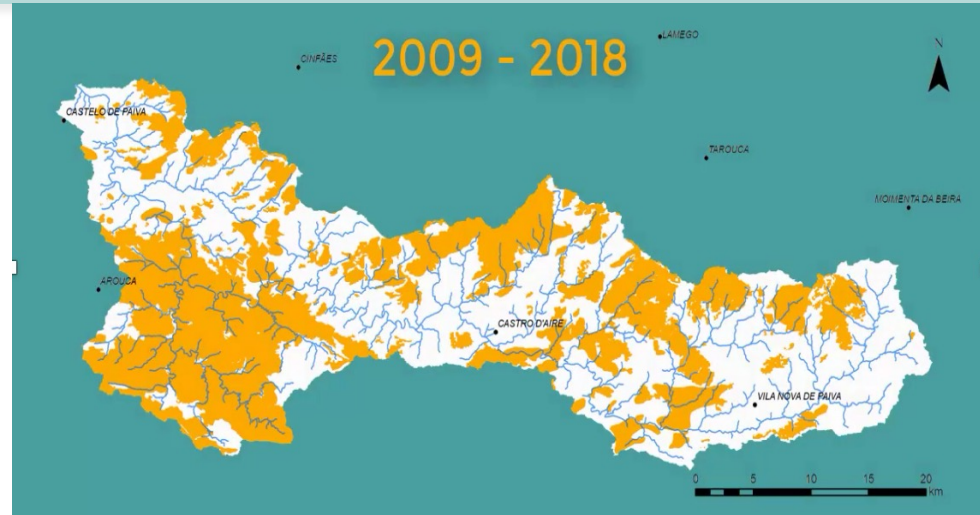 2009 - 2018
LAMEGO
CINFÃES
N
CASTELO DE PAIVA
TAROUCA
MOIMENTA DA BEIRA
AROUCA
CASTRO D'AIRE
VILA NOVA DE PAIVA
0 5 10 15 20
km